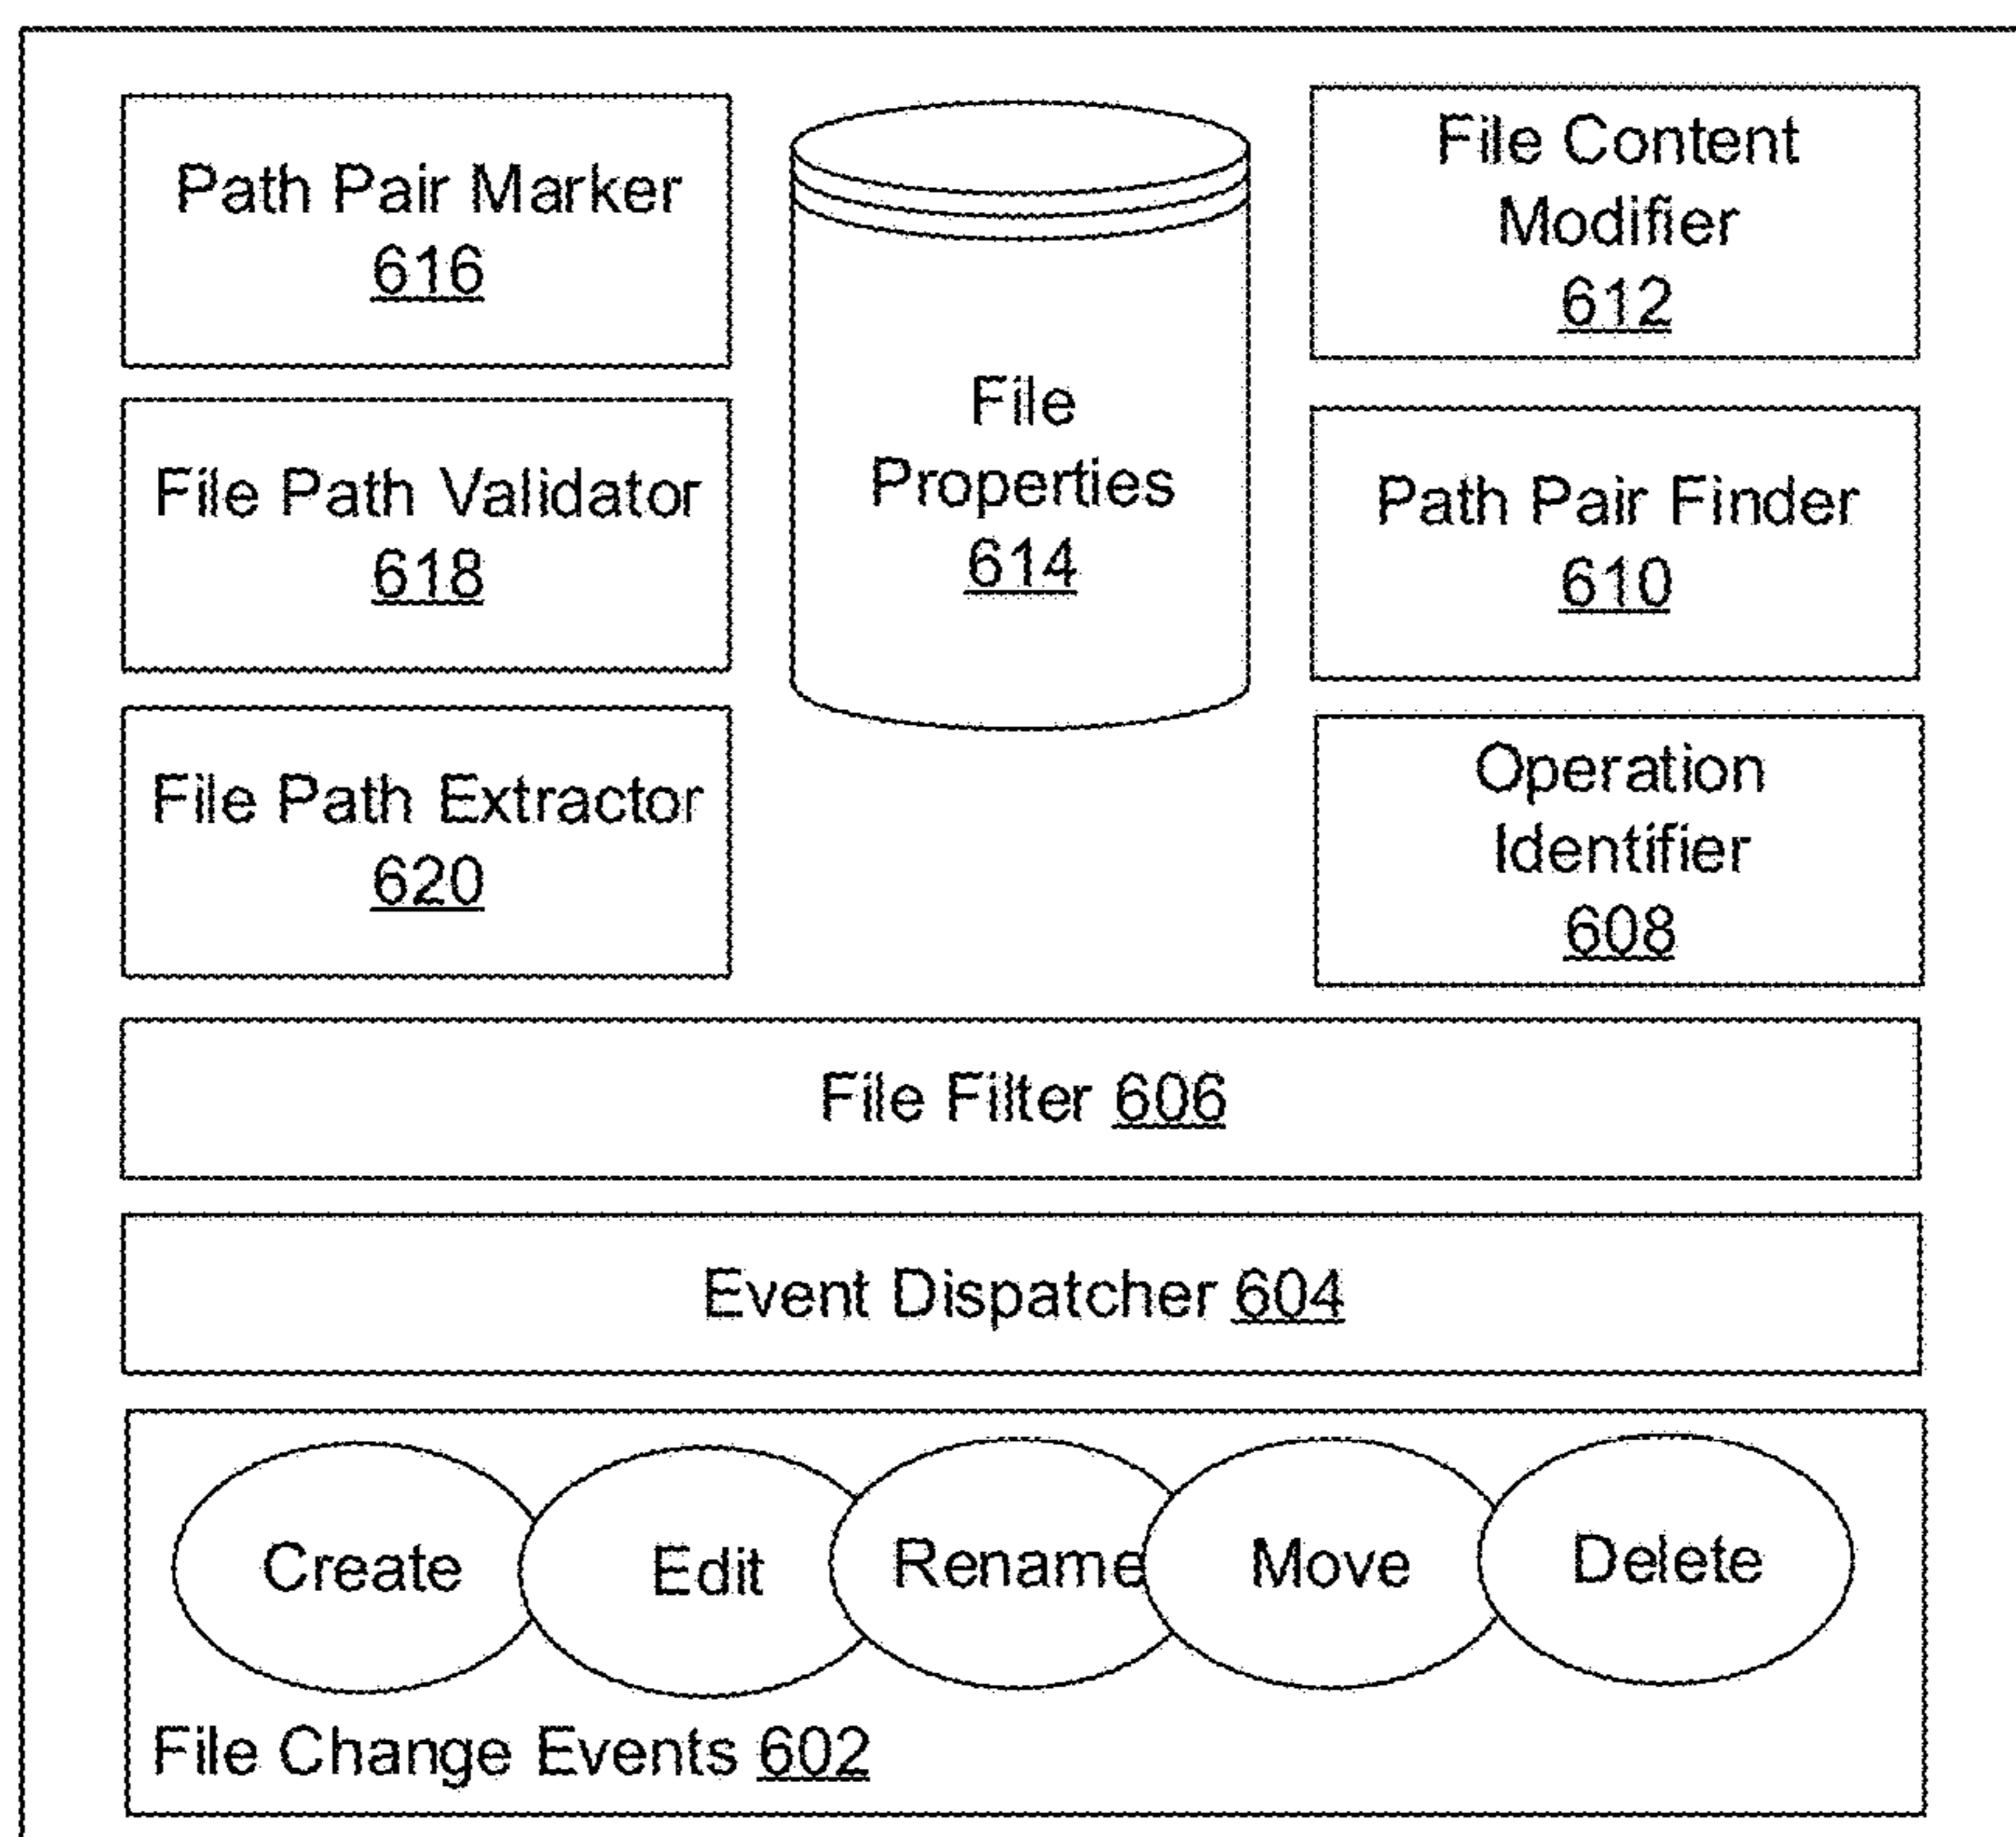 Path Pair Marker
616
File Path Validator
618
File Path Extractor
620
File
Properties
614
File Content
Modifier
612
Path Pair Finder
610
Operation
Identifier
608
File Filter 606
Event Dispatcher 604
Create
Edit
Rename
Move
Delete
File Change Events 602